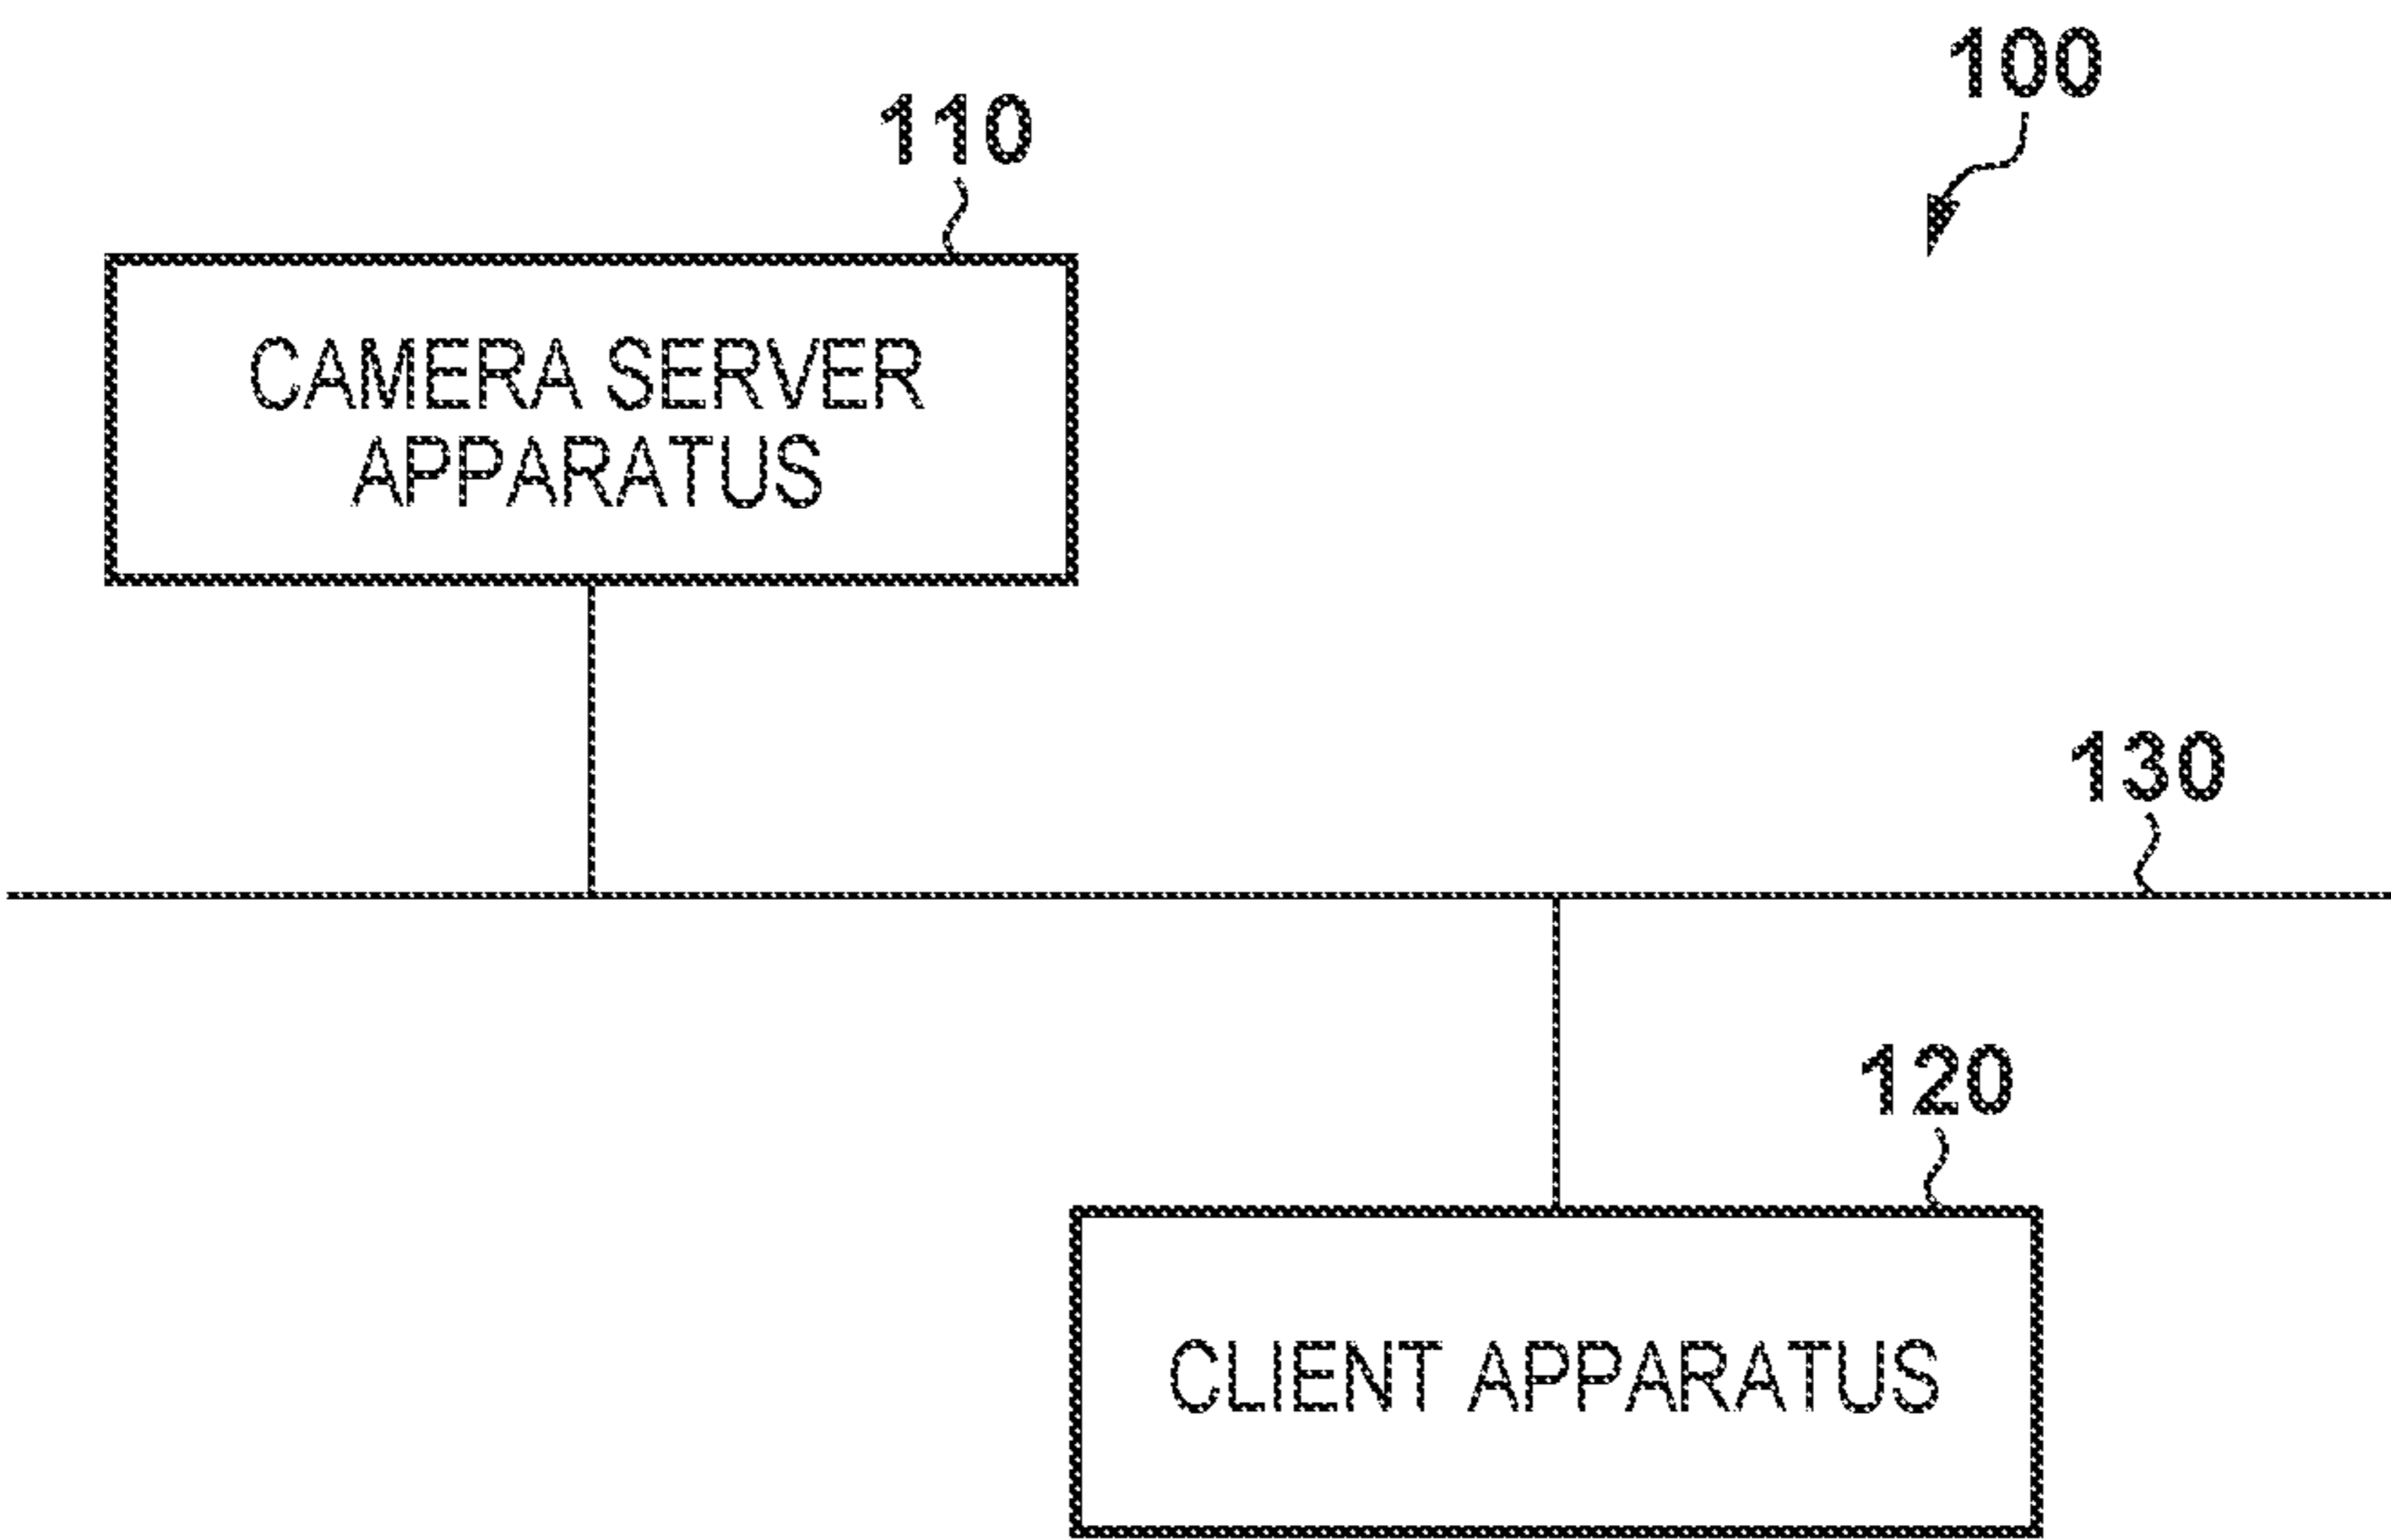 100
110
CAMERA SERVER
APPARATUS
130
120
CLIENT APPARATUS